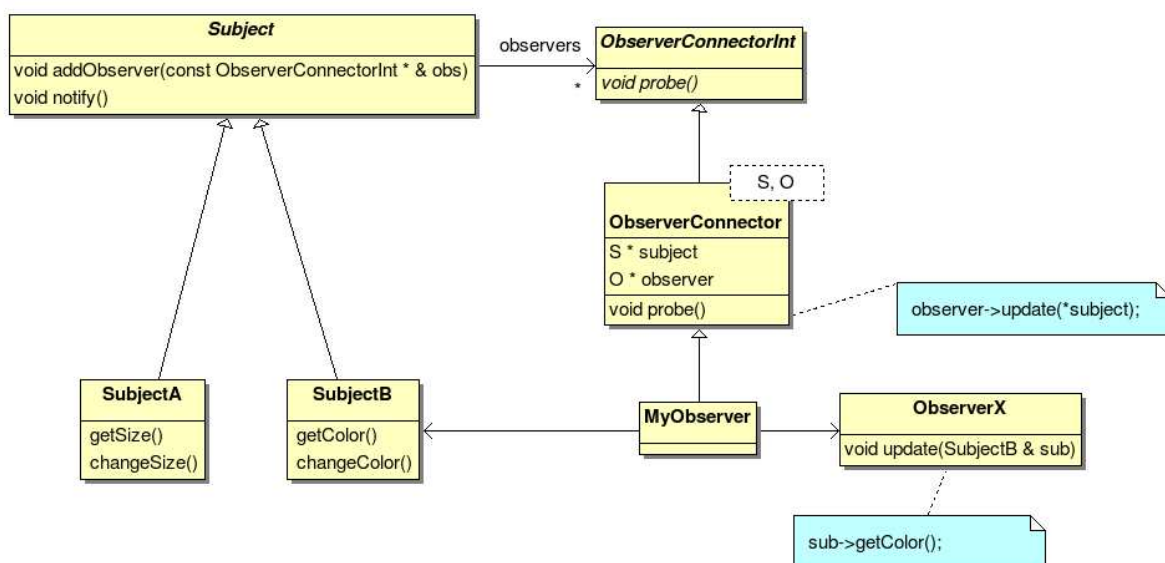 Subject
void addObserver(const ObserverConnectorInt * & obs)
void notify()
observers
*
ObserverConnectorInt
void probe()
S, O
ObserverConnector
S * subject
O * observer
void probe()
observer->update(*subject);
SubjectA
getSize()
changeSize()
SubjectB
getColor()
changeColor()
MyObserver
ObserverX
void update(SubjectB & sub)
sub->getColor();